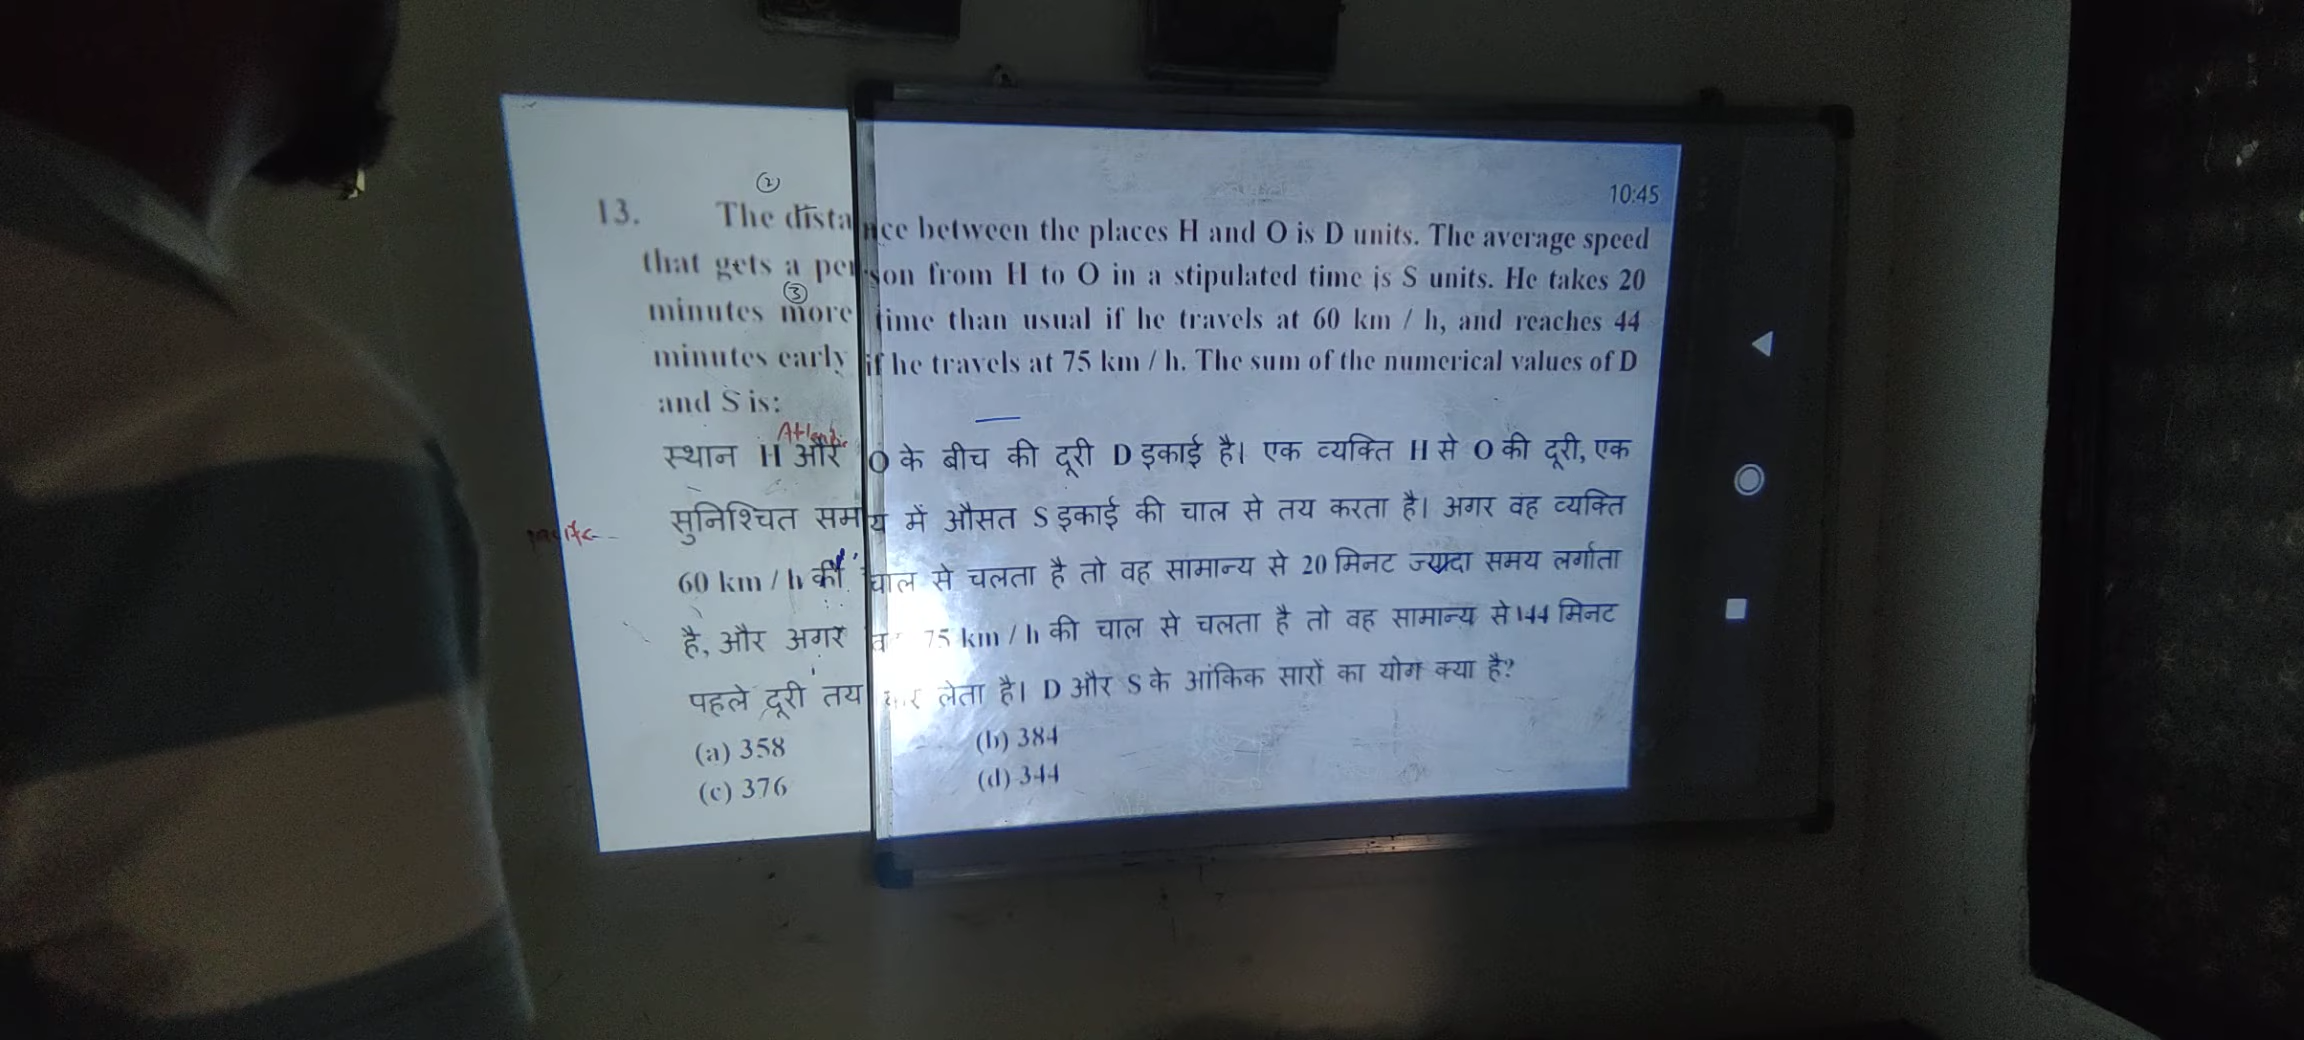 10:45
②
13. The distance between the places H and O is D units. The average speed
that gets a person from H to O in a stipulated time is S units. He takes 20
③
minutes more time than usual if he travels at 60 km / h, and reaches 44
minutes early if he travels at 75 km / h. The sum of the numerical values of D
and S is:
स्थान H और O के बीच की दूरी D इकाई है। एक व्यक्ति H से O की दूरी, एक
सुनिश्चित समय में औसत S इकाई की चाल से तय करता है। अगर वह व्यक्ति
60 km / h की चाल से चलता है तो वह सामान्य से 20 मिनट ज्यादा समय लगाता
है, और अगर 75 km / h की चाल से चलता है तो वह सामान्य से 44 मिनट
पहले दूरी तय कर लेता है। D और S के आंकिक सारों का योग क्या है?
(a) 358 (b) 384
(c) 376 (d) 344